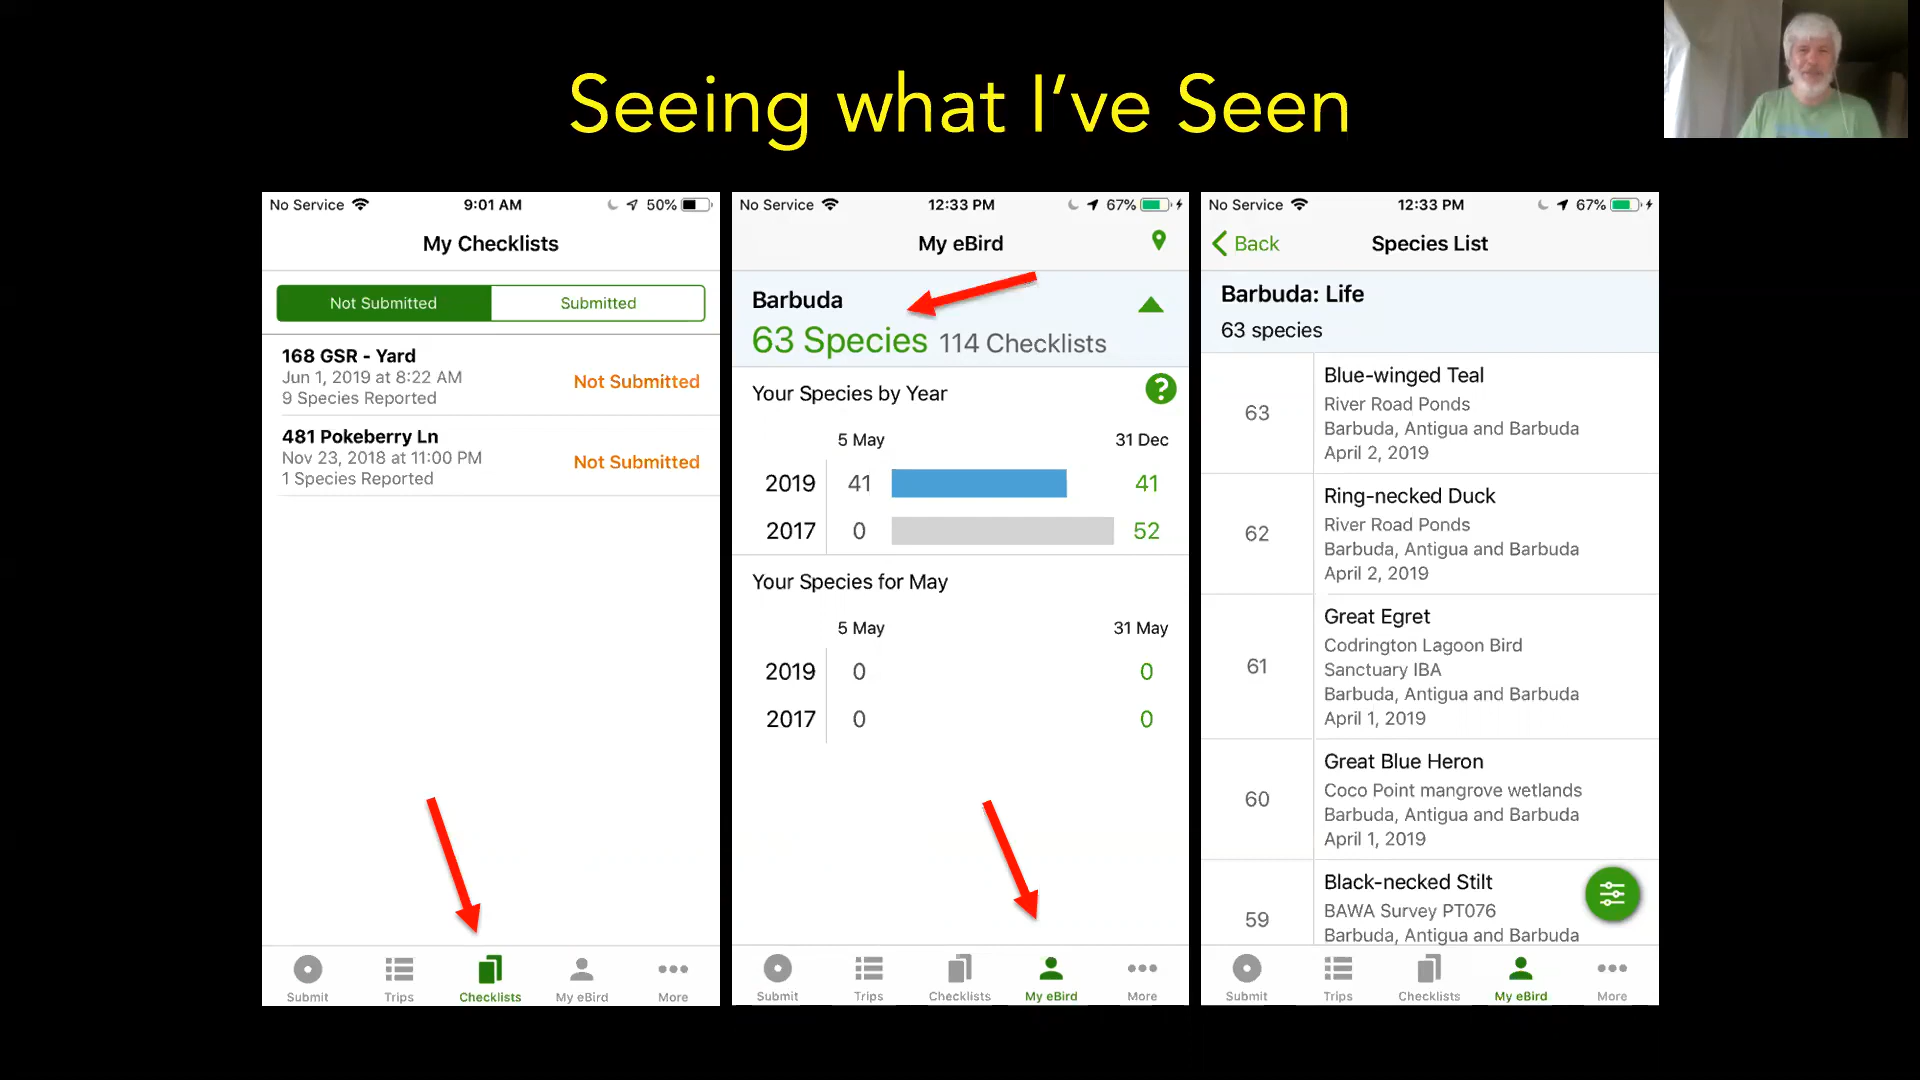 Seeing what I've Seen
No Service 9:01 AM 50%
My Checklists
Not Submitted Submitted
168 GSR - Yard
Jun 1, 2019 at 8:22 AM
Not Submitted
9 Species Reported
481 Pokeberry Ln
Nov 23, 2018 at 11:00 PM
Not Submitted
1 Species Reported
Submit Trips Checklists My eBird More
No Service 12:33 PM 67%
My eBird
Barbuda
63 Species 114 Checklists
Your Species by Year
?
5 May 31 Dec
2019 41 41
2017 0 52
Your Species for May
5 May 31 May
2019 0 0
2017 0 0
Submit Trips Checklists My eBird More
No Service 12:33 PM 67%
Back Species List
Barbuda: Life
63 species
63
Blue-winged Teal
River Road Ponds
Barbuda, Antigua and Barbuda
April 2, 2019
62
Ring-necked Duck
River Road Ponds
Barbuda, Antigua and Barbuda
April 2, 2019
61
Great Egret
Codrington Lagoon Bird
Sanctuary IBA
Barbuda, Antigua and Barbuda
April 1, 2019
60
Great Blue Heron
Coco Point mangrove wetlands
Barbuda, Antigua and Barbuda
April 1, 2019
59
Black-necked Stilt
BAWA Survey PT076
Barbuda, Antigua and Barbuda
Submit Trips Checklists My eBird More